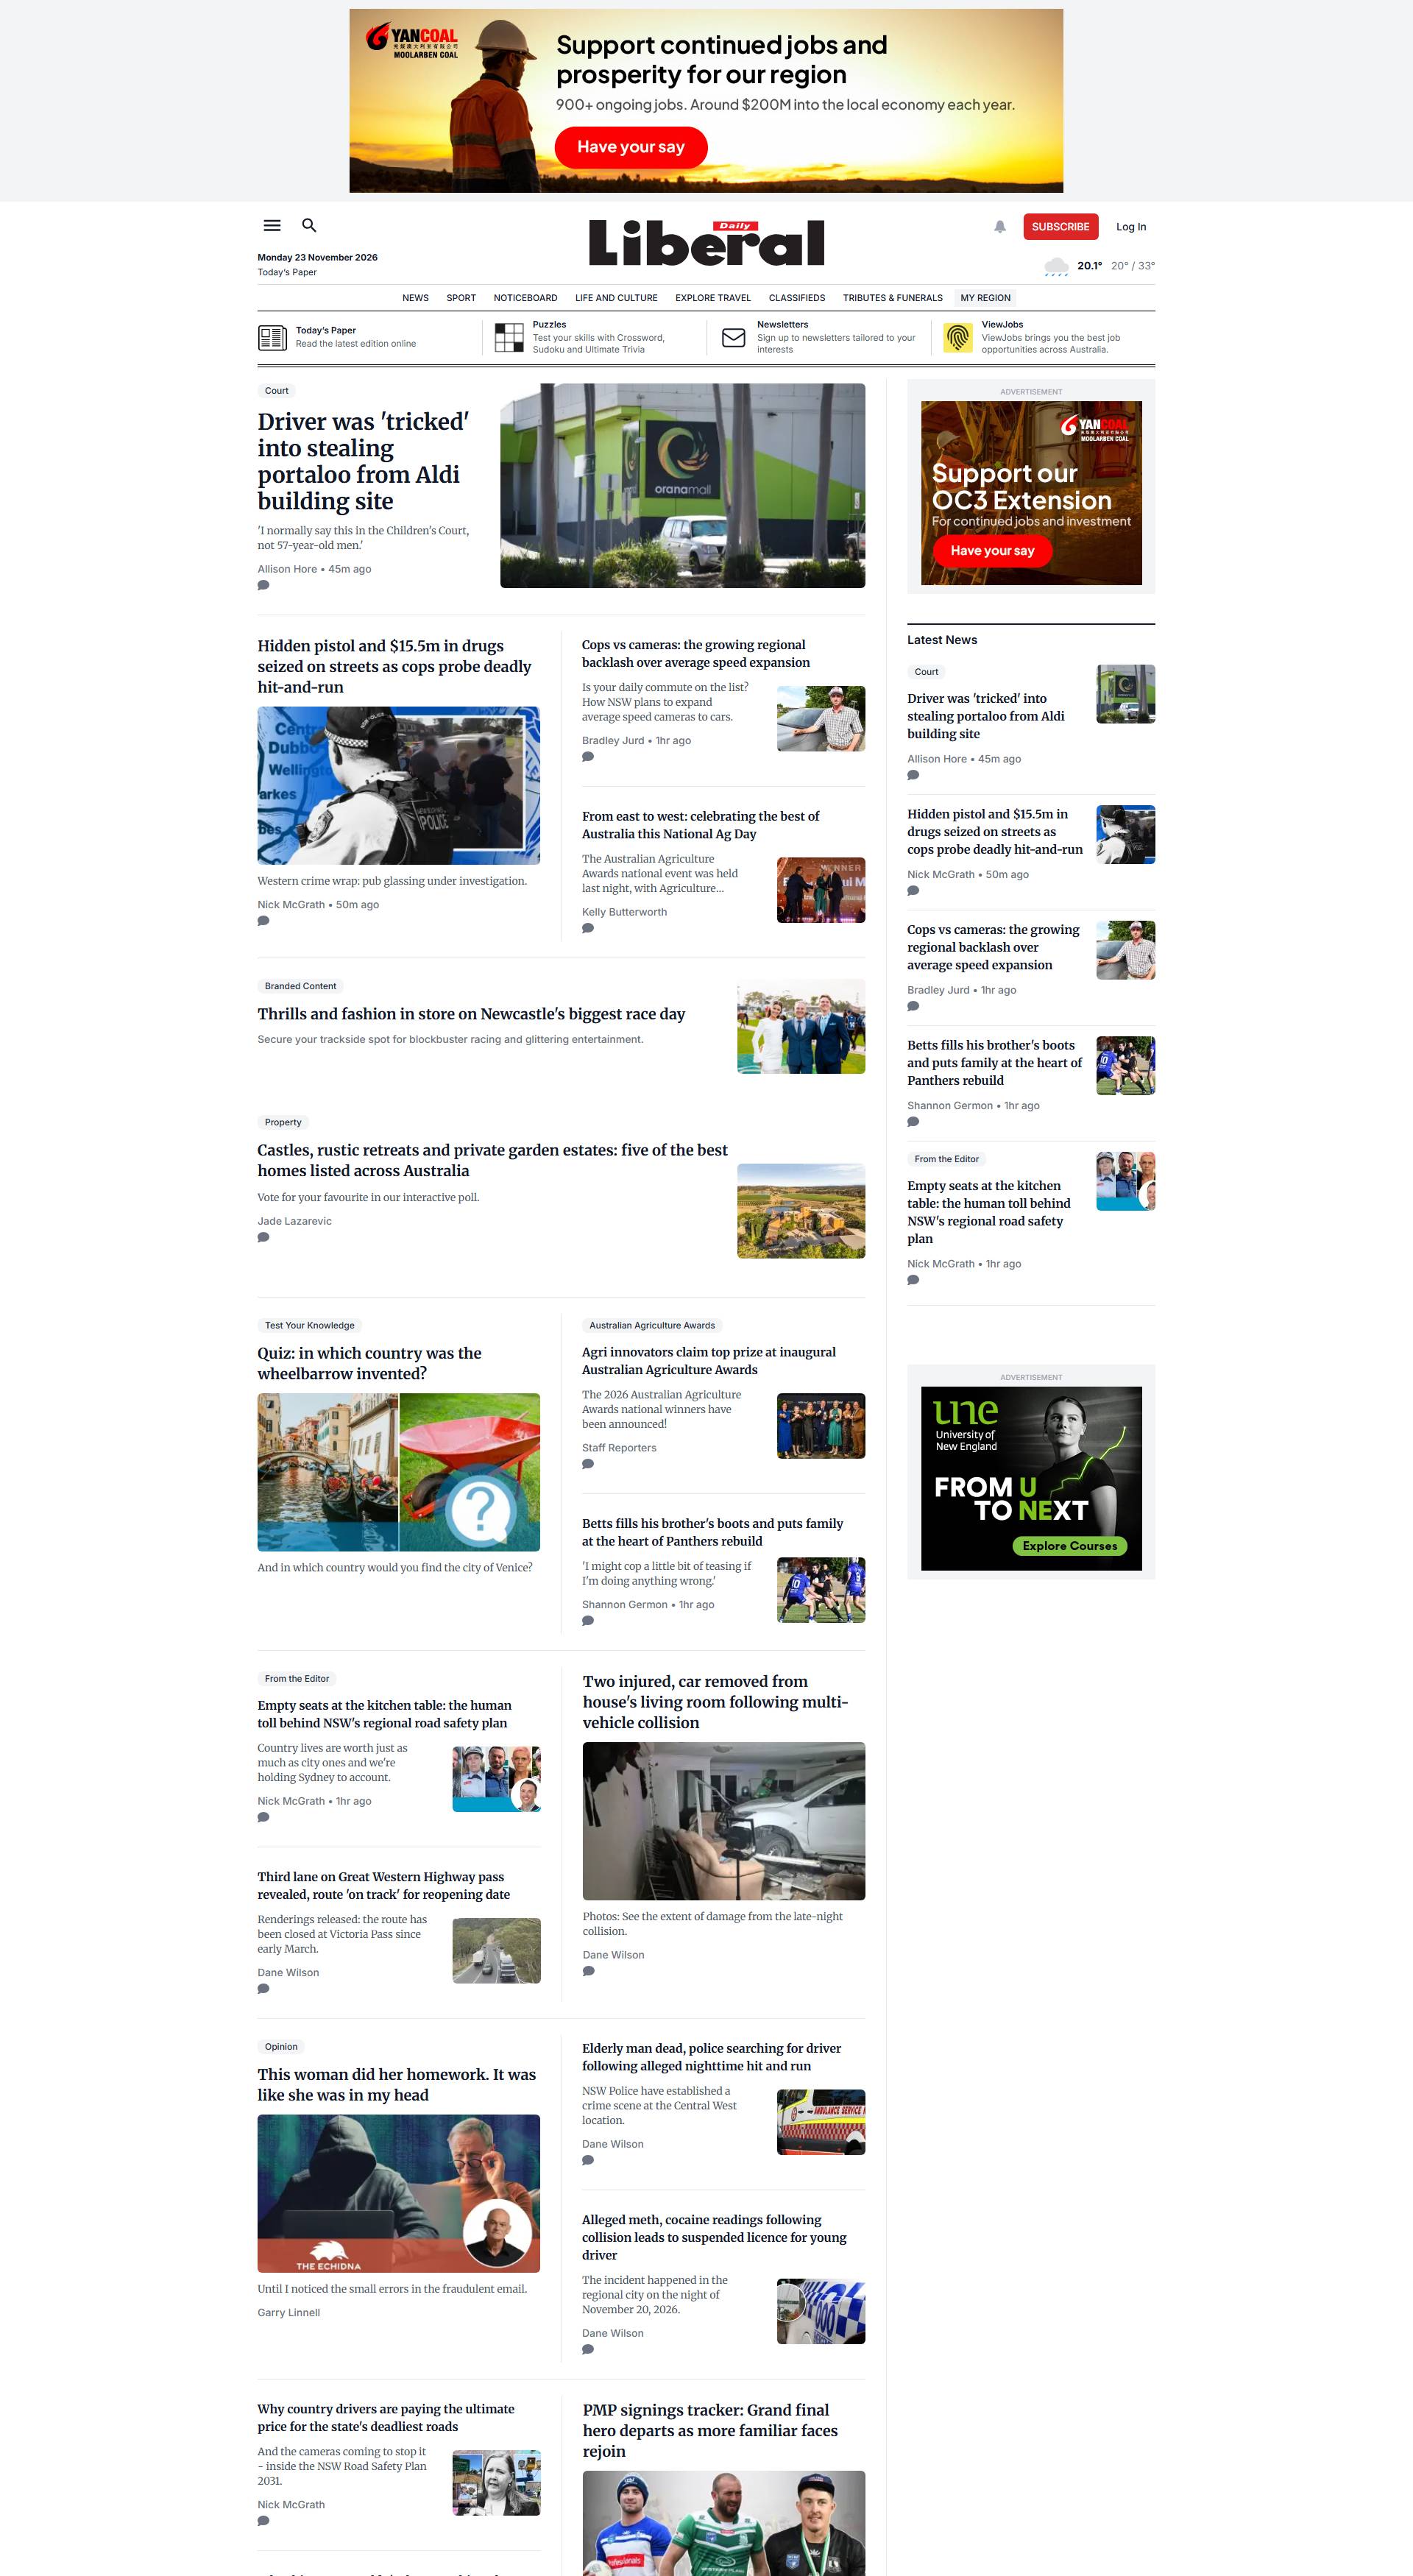 YANCOAL
MOOLARBEN COAL
Support continued jobs and
prosperity for our region
900+ ongoing jobs. Around $200M into the local economy each year.
Have your say
Daily
Liberal
SUBSCRIBE
Log In
Monday 23 November 2026
Today's Paper
20.1° 20° / 33°
NEWS SPORT NOTICEBOARD LIFE AND CULTURE EXPLORE TRAVEL CLASSIFIEDS TRIBUTES & FUNERALS MY REGION
Today's Paper
Read the latest edition online
Puzzles
Test your skills with Crossword,
Sudoku and Ultimate Trivia
Newsletters
Sign up to newsletters tailored to your
interests
ViewJobs
ViewJobs brings you the best job
opportunities across Australia.
Court
Driver was 'tricked'
into stealing
portaloo from Aldi
building site
'I normally say this in the Children's Court,
not 57-year-old men.'
Allison Hore • 45m ago
oranamall
Hidden pistol and $15.5m in drugs
seized on streets as cops probe deadly
hit-and-run
Centr
Dubbo
Wellingto
arkes
bes
POLICE
Western crime wrap: pub glassing under investigation.
Nick McGrath • 50m ago
Cops vs cameras: the growing regional
backlash over average speed expansion
Is your daily commute on the list?
How NSW plans to expand
average speed cameras to cars.
Bradley Jurd • 1hr ago
From east to west: celebrating the best of
Australia this National Ag Day
The Australian Agriculture
Awards national event was held
last night, with Agriculture...
Kelly Butterworth
WINNER
Branded Content
Thrills and fashion in store on Newcastle's biggest race day
Secure your trackside spot for blockbuster racing and glittering entertainment.
Property
Castles, rustic retreats and private garden estates: five of the best
homes listed across Australia
Vote for your favourite in our interactive poll.
Jade Lazarevic
Test Your Knowledge
Quiz: in which country was the
wheelbarrow invented?
?
And in which country would you find the city of Venice?
Australian Agriculture Awards
Agri innovators claim top prize at inaugural
Australian Agriculture Awards
The 2026 Australian Agriculture
Awards national winners have
been announced!
Staff Reporters
Betts fills his brother's boots and puts family
at the heart of Panthers rebuild
'I might cop a little bit of teasing if
I'm doing anything wrong.'
Shannon Germon • 1hr ago
10
From the Editor
Empty seats at the kitchen table: the human
toll behind NSW's regional road safety plan
Country lives are worth just as
much as city ones and we're
holding Sydney to account.
Nick McGrath • 1hr ago
Third lane on Great Western Highway pass
revealed, route 'on track' for reopening date
Renderings released: the route has
been closed at Victoria Pass since
early March.
Dane Wilson
Two injured, car removed from
house's living room following multi-
vehicle collision
Photos: See the extent of damage from the late-night
collision.
Dane Wilson
Opinion
This woman did her homework. It was
like she was in my head
THE ECHIDNA
Until I noticed the small errors in the fraudulent email.
Garry Linnell
Elderly man dead, police searching for driver
following alleged nighttime hit and run
NSW Police have established a
crime scene at the Central West
location.
Dane Wilson
AMBULANCE SERVICE
Alleged meth, cocaine readings following
collision leads to suspended licence for young
driver
The incident happened in the
regional city on the night of
November 20, 2026.
Dane Wilson
000
Why country drivers are paying the ultimate
price for the state's deadliest roads
And the cameras coming to stop it
- inside the NSW Road Safety Plan
2031.
Nick McGrath
PMP signings tracker: Grand final
hero departs as more familiar faces
rejoin
ADVERTISEMENT
YANCOAL
MOOLARBEN COAL
Support our
OC3 Extension
For continued jobs and investment
Have your say
Latest News
Court
Driver was 'tricked' into
stealing portaloo from Aldi
building site
Allison Hore • 45m ago
Hidden pistol and $15.5m in
drugs seized on streets as
cops probe deadly hit-and-run
Nick McGrath • 50m ago
Cops vs cameras: the growing
regional backlash over
average speed expansion
Bradley Jurd • 1hr ago
Betts fills his brother's boots
and puts family at the heart of
Panthers rebuild
Shannon Germon • 1hr ago
10
From the Editor
Empty seats at the kitchen
table: the human toll behind
NSW's regional road safety
plan
Nick McGrath • 1hr ago
ADVERTISEMENT
une
University of
New England
FROM U
TO NEXT
Explore Courses